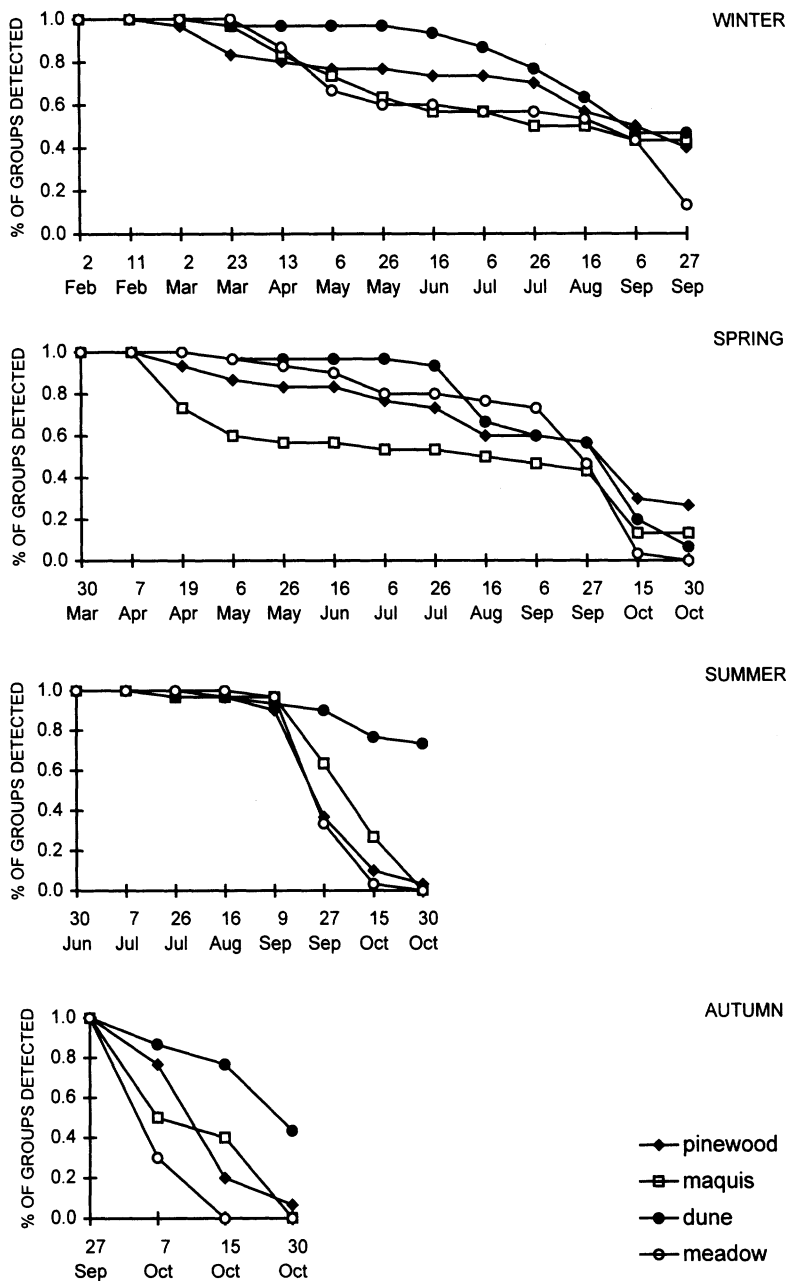 WINTER
% OF GROUPS DETECTED
1.0
0.8
0.6
0.4
0.2
0.0
2 11 2 23 13 6 26 16 6 26 16 6 27
Feb Feb Mar Mar Apr May May Jun Jul Jul Aug Sep Sep
SPRING
% OF GROUPS DETECTED
1.0
0.8
0.6
0.4
0.2
0.0
30 7 19 6 26 16 6 26 16 6 27 15 30
Mar Apr Apr May May Jun Jul Jul Aug Sep Sep Oct Oct
SUMMER
% OF GROUPS DETECTED
1.0
0.8
0.6
0.4
0.2
0.0
30 7 26 16 9 27 15 30
Jun Jul Jul Aug Sep Sep Oct Oct
AUTUMN
% OF GROUPS DETECTED
1.0
0.8
0.6
0.4
0.2
0.0
27 7 15 30
Sep Oct Oct Oct
pinewood
maquis
dune
meadow